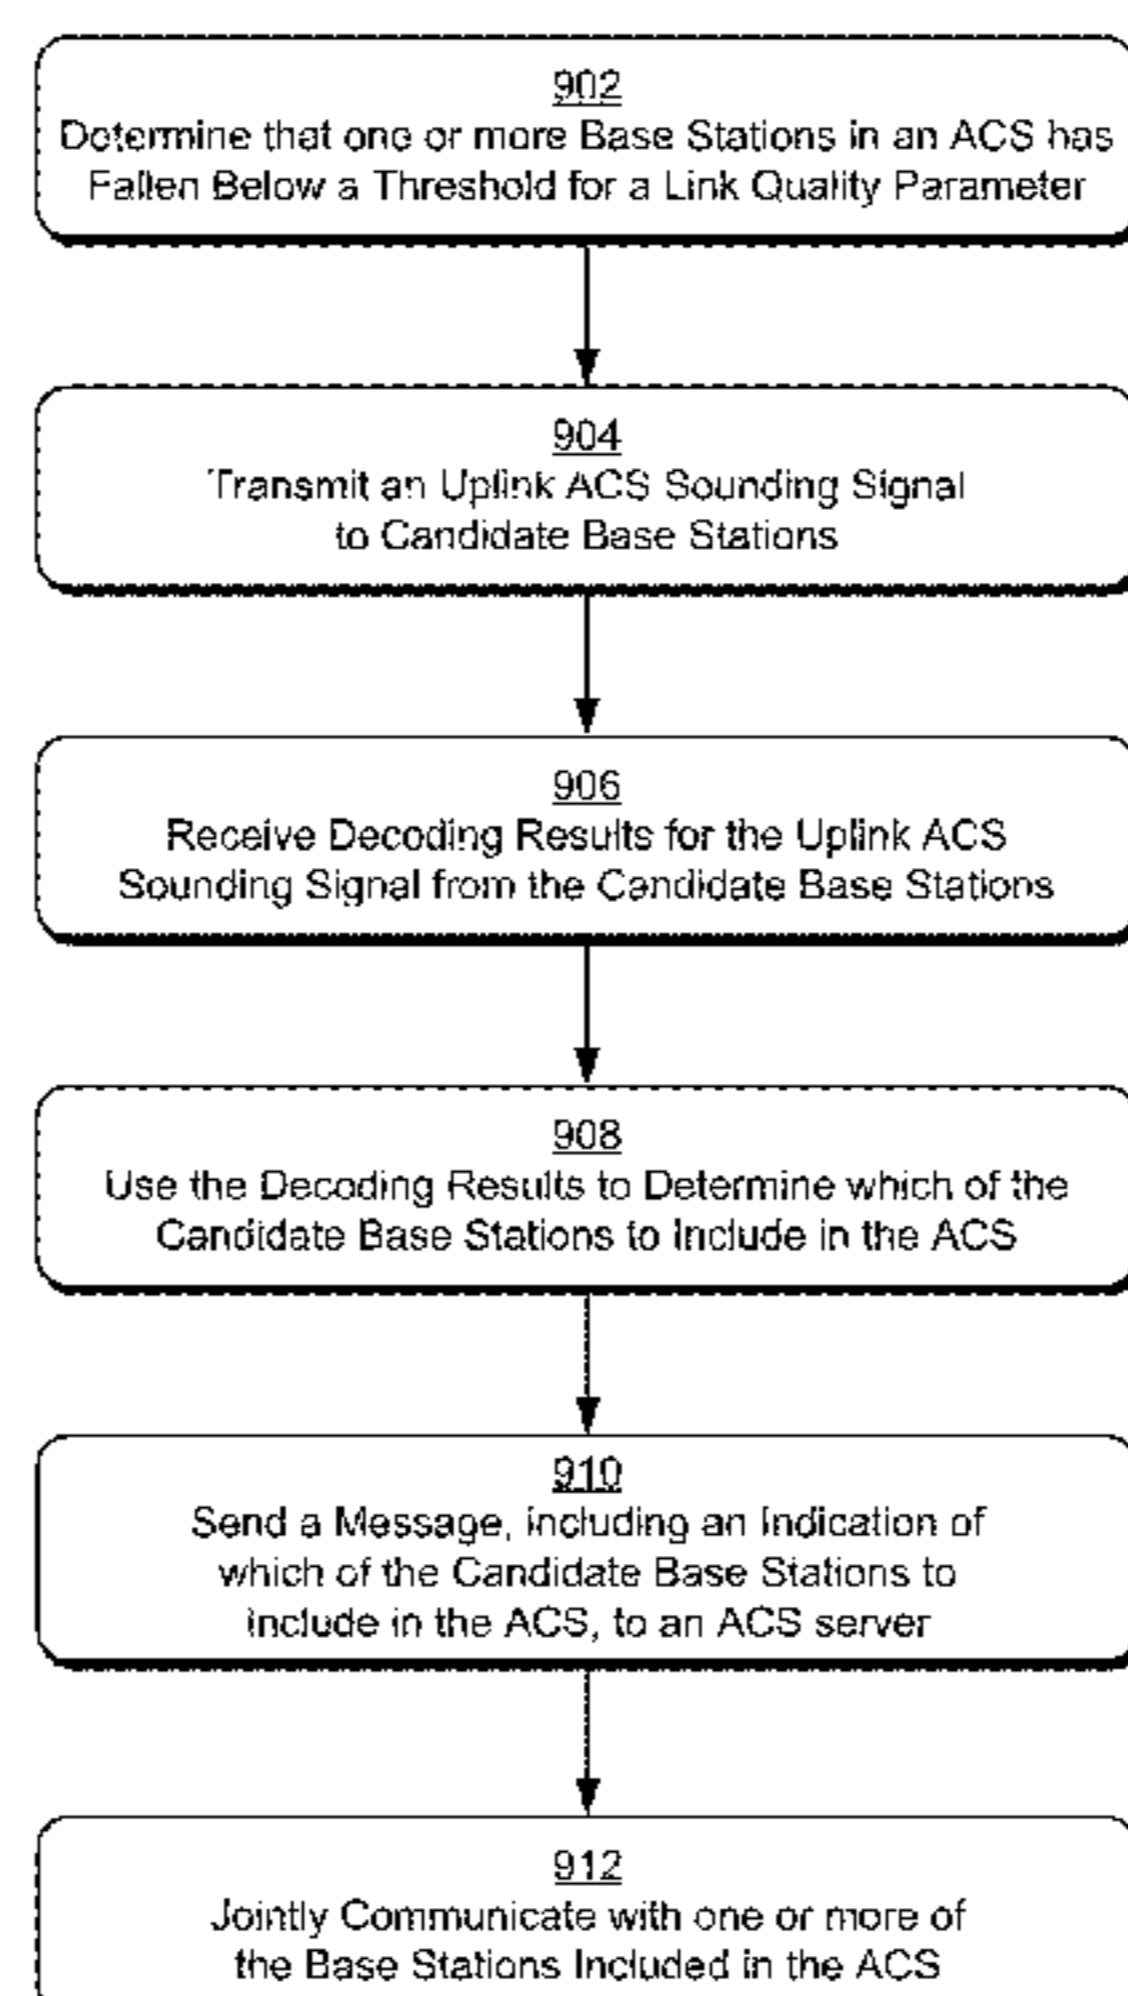 902
Determine that one or more Base Stations in an ACS has
Fallen Below a Threshold for a Link Quality Parameter
904
Transmit an Uplink ACS Sounding Signal
to Candidate Base Stations
906
Receive Decoding Results for the Uplink ACS
Sounding Signal from the Candidate Base Stations
908
Use the Decoding Results to Determine which of the
Candidate Base Stations to Include in the ACS
910
Send a Message, including an Indication of
which of the Candidate Base Stations to
Include in the ACS, to an ACS server
912
Jointly Communicate with one or more of
the Base Stations Included in the ACS